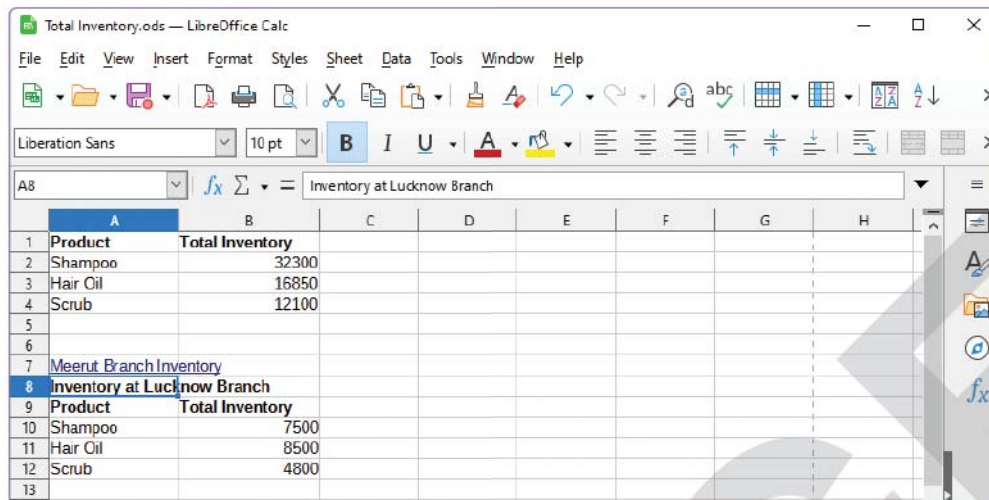 Total Inventory.ods — LibreOffice Calc
File Edit View Insert Format Styles Sheet Data Tools Window Help
Liberation Sans 10 pt B I U A
A8 fx Σ = Inventory at Lucknow Branch
A B C D E F G H
1 Product Total Inventory
2 Shampoo 32300
3 Hair Oil 16850
4 Scrub 12100
5
6
7 Meerut Branch Inventory
8 Inventory at Lucknow Branch
9 Product Total Inventory
10 Shampoo 7500
11 Hair Oil 8500
12 Scrub 4800
13